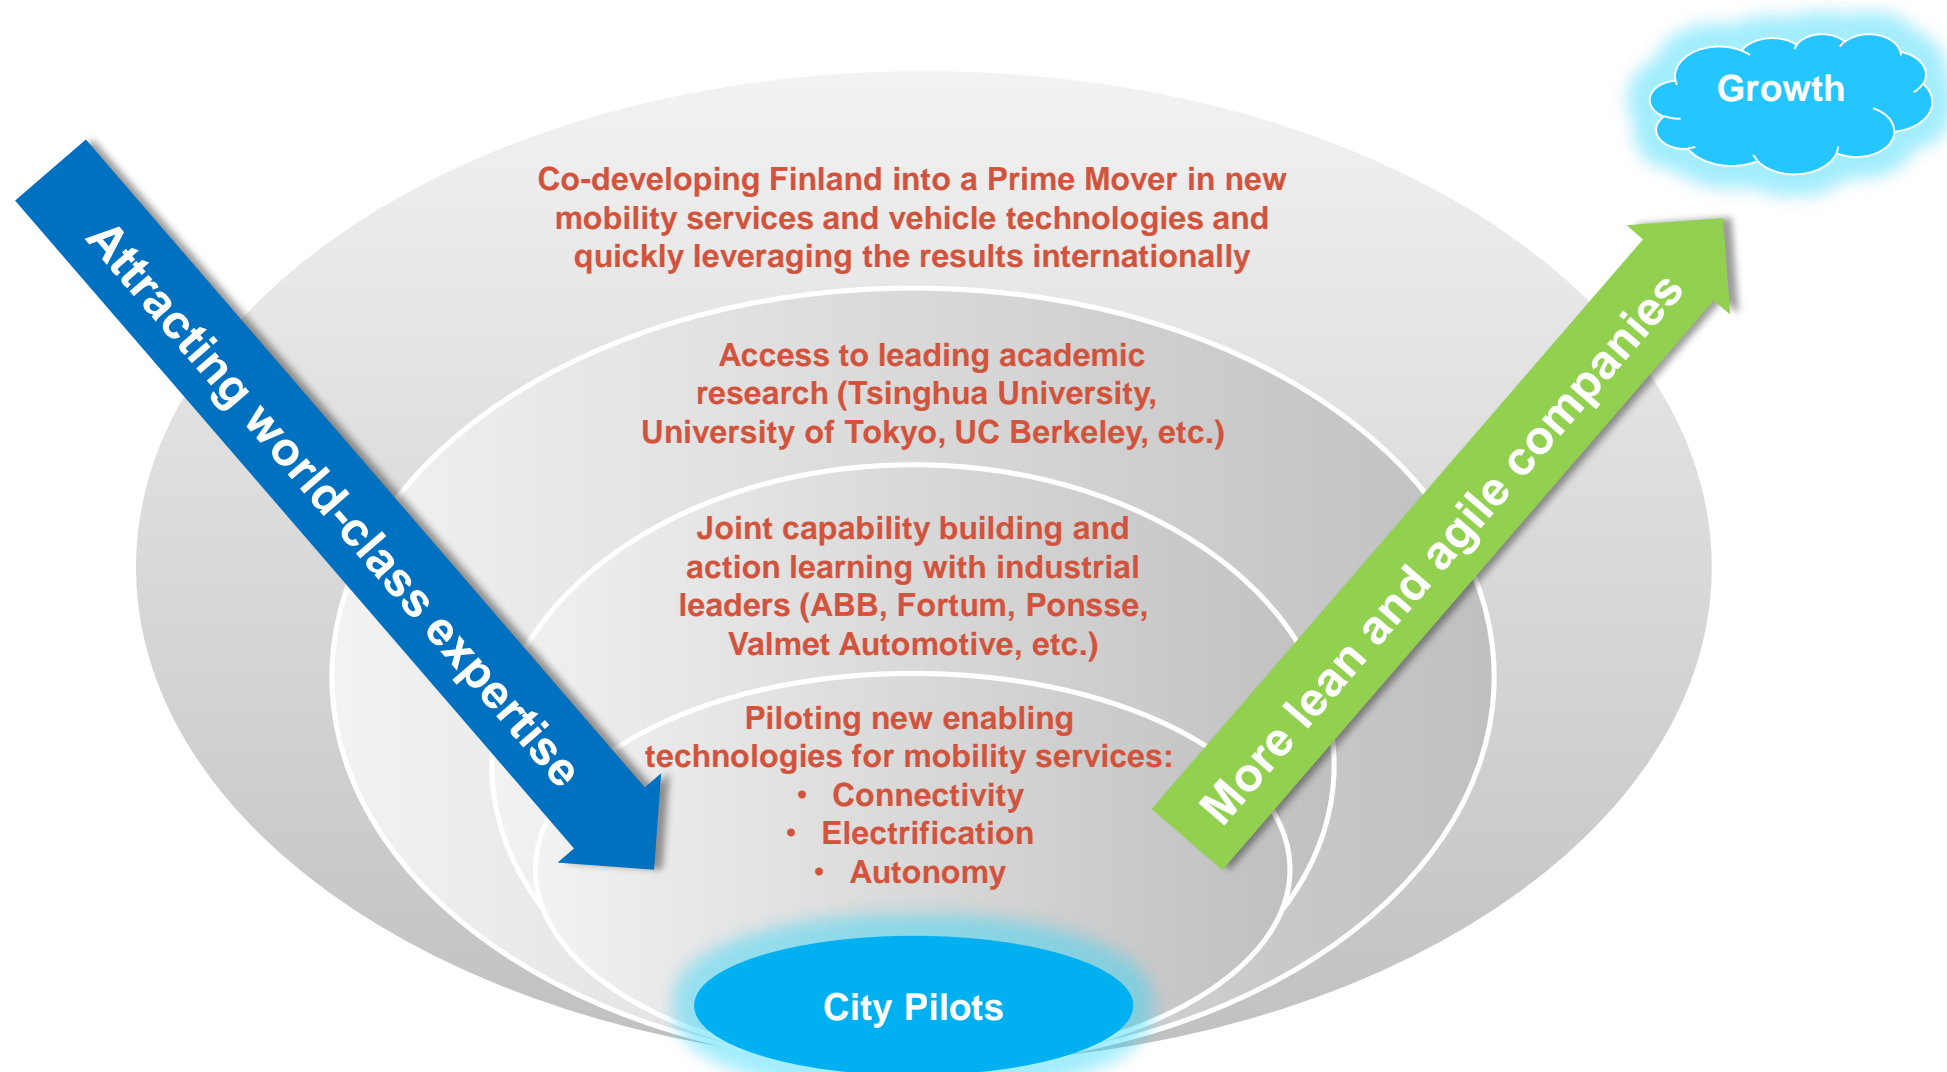 Growth
Co-developing Finland into a Prime Mover in new
mobility services and vehicle technologies and
quickly leveraging the results internationally
Attracting world-class expertise
More lean and agile companies
Access to leading academic
research (Tsinghua University,
University of Tokyo, UC Berkeley, etc.)
Joint capability building and
action learning with industrial
leaders (ABB, Fortum, Ponsse,
Valmet Automotive, etc.)
Piloting new enabling
technologies for mobility services:
• Connectivity
• Electrification
• Autonomy
City Pilots